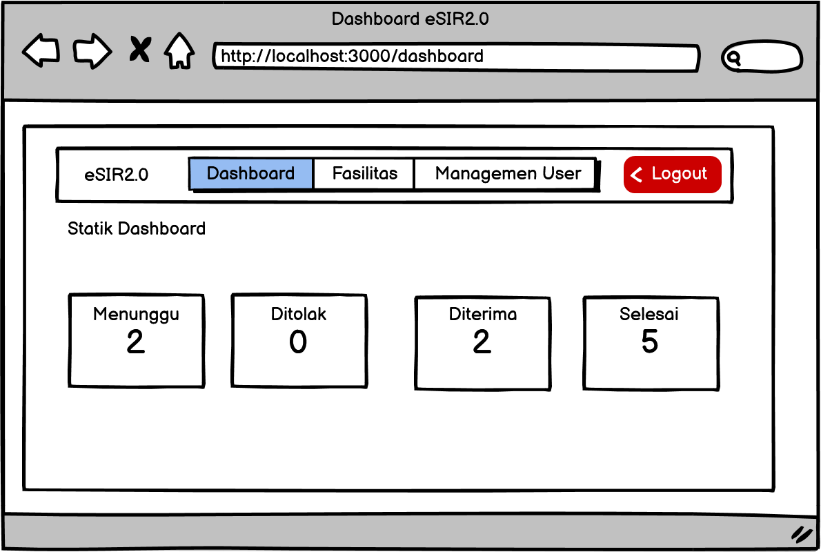 Dashboard eSIR2.0
http://localhost:3000/dashboard
eSIR2.0 Dashboard Fasilitas Managemen User Logout
Statik Dashboard
Menunggu Ditolak Diterima Selesai
2 0 2 5